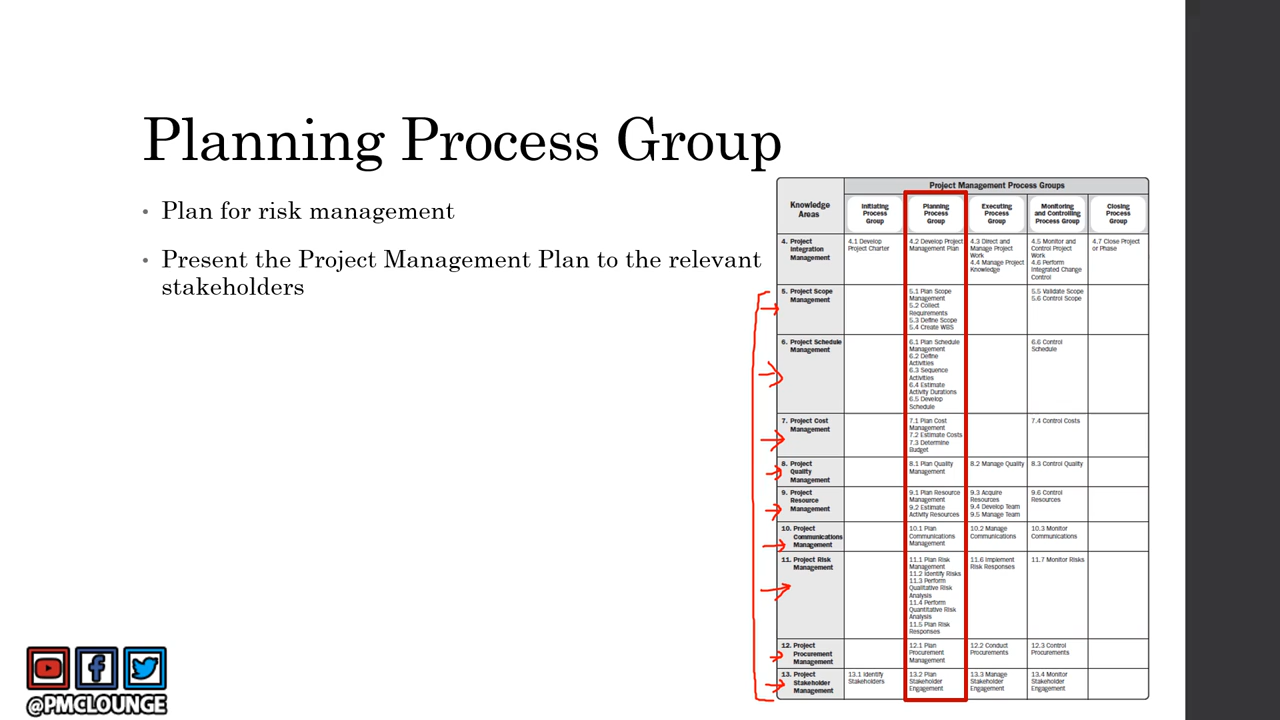 Planning Process Group
• Plan for risk management
• Present the Project Management Plan to the relevant
stakeholders
Project Management Process Groups
Knowledge
Areas
Initiating
Process
Group
Planning
Process
Group
Executing
Process
Group
Monitoring
and Controlling
Process Group
Closing
Process
Group
4. Project
Integration
Management
4.1 Develop
Project Charter
4.2 Develop Project
Management Plan
4.3 Direct and
Manage Project
Work
4.4 Manage Project
Knowledge
4.5 Monitor and
Control Project
Work
4.6 Perform
Integrated Change
Control
4.7 Close Project
or Phase
5. Project Scope
Management
5.1 Plan Scope
Management
5.2 Collect
Requirements
5.3 Define Scope
5.4 Create WBS
5.5 Validate Scope
5.6 Control Scope
6. Project Schedule
Management
6.1 Plan Schedule
Management
6.2 Define
Activities
6.3 Sequence
Activities
6.4 Estimate
Activity Durations
6.5 Develop
Schedule
6.6 Control
Schedule
7. Project Cost
Management
7.1 Plan Cost
Management
7.2 Estimate Costs
7.3 Determine
Budget
7.4 Control Costs
8. Project
Quality
Management
8.1 Plan Quality
Management
8.2 Manage Quality
8.3 Control Quality
9. Project
Resource
Management
9.1 Plan Resource
Management
9.2 Estimate
Activity Resources
9.3 Acquire
Resources
9.4 Develop Team
9.5 Manage Team
9.6 Control
Resources
10. Project
Communications
Management
10.1 Plan
Communications
Management
10.2 Manage
Communications
10.3 Monitor
Communications
11. Project Risk
Management
11.1 Plan Risk
Management
11.2 Identify Risks
11.3 Perform
Qualitative Risk
Analysis
11.4 Perform
Quantitative Risk
Analysis
11.5 Plan Risk
Responses
11.6 Implement
Risk Responses
11.7 Monitor Risks
12. Project
Procurement
Management
12.1 Plan
Procurement
Management
12.2 Conduct
Procurements
12.3 Control
Procurements
13. Project
Stakeholder
Management
13.1 Identify
Stakeholders
13.2 Plan
Stakeholder
Engagement
13.3 Manage
Stakeholder
Engagement
13.4 Monitor
Stakeholder
Engagement
@PMCLOUNGE